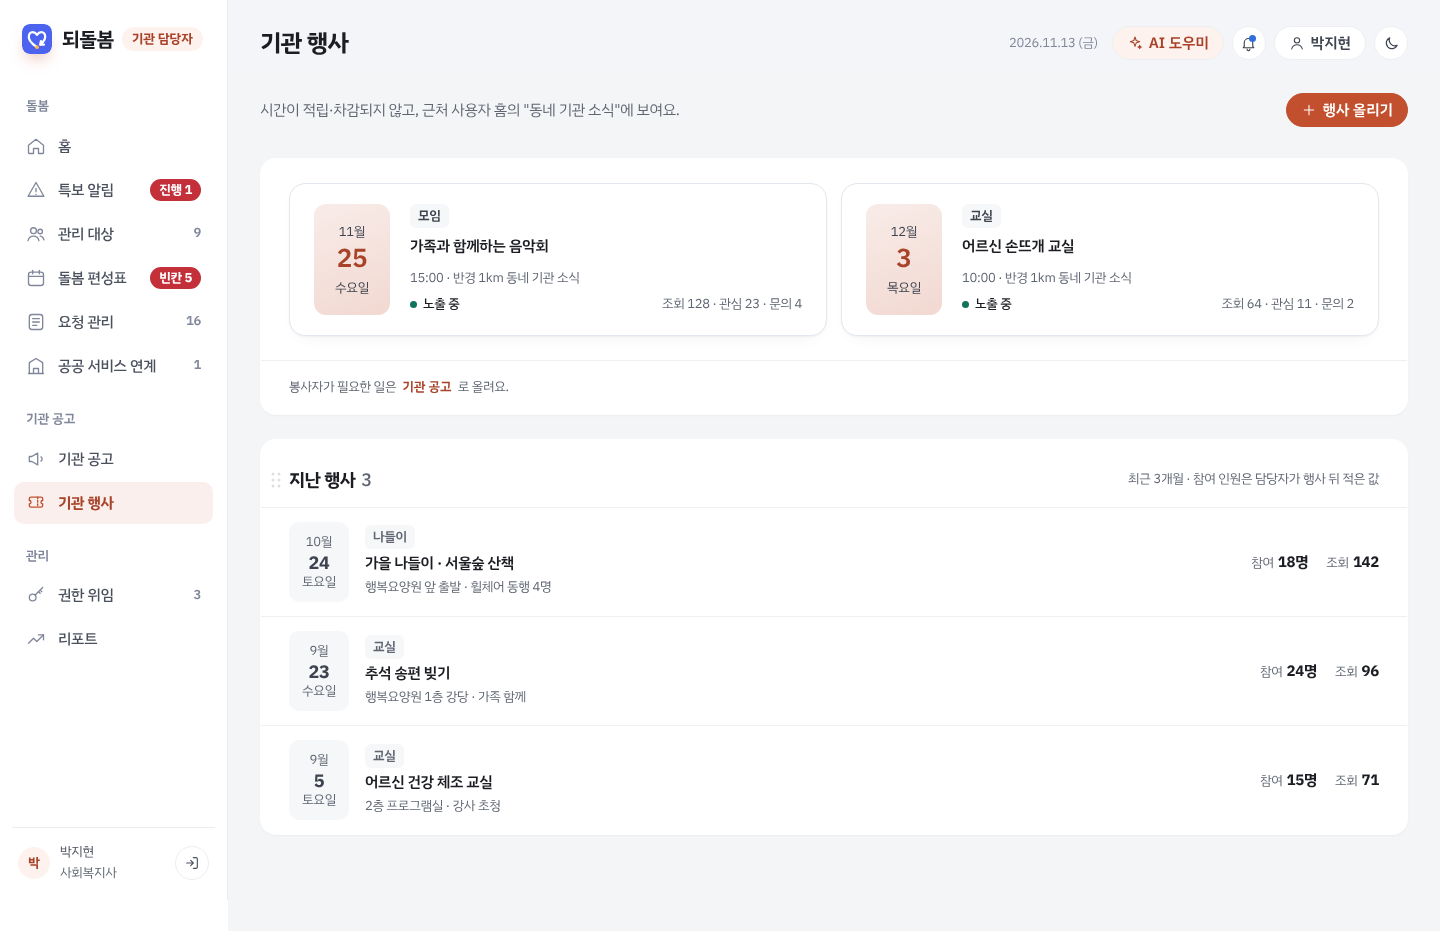 되돌봄 기관 담당자
돌봄
홈
특보 알림 진행 1
관리 대상 9
돌봄 편성표 빈칸 5
요청 관리 16
공공 서비스 연계 1
기관 공고
기관 공고
기관 행사
관리
권한 위임 3
리포트
박 박지현
사회복지사
기관 행사
2026.11.13 (금) AI 도우미 박지현
시간이 적립·차감되지 않고, 근처 사용자 홈의 "동네 기관 소식"에 보여요.
행사 올리기
11월
25
수요일
모임
가족과 함께하는 음악회
15:00 · 반경 1km 동네 기관 소식
노출 중 조회 128 · 관심 23 · 문의 4
12월
3
목요일
교실
어르신 손뜨개 교실
10:00 · 반경 1km 동네 기관 소식
노출 중 조회 64 · 관심 11 · 문의 2
봉사자가 필요한 일은 기관 공고 로 올려요.
지난 행사 3
최근 3개월 · 참여 인원은 담당자가 행사 뒤 적은 값
10월
24
토요일
나들이
가을 나들이 · 서울숲 산책
행복요양원 앞 출발 · 휠체어 동행 4명
참여 18명 조회 142
9월
23
수요일
교실
추석 송편 빚기
행복요양원 1층 강당 · 가족 함께
참여 24명 조회 96
9월
5
토요일
교실
어르신 건강 체조 교실
2층 프로그램실 · 강사 초청
참여 15명 조회 71